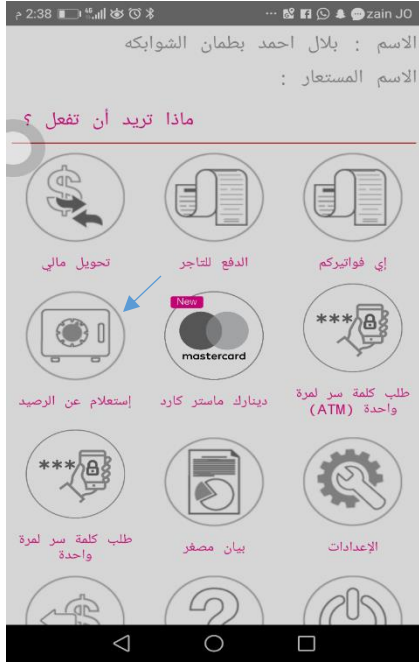 2:38 م
... zain JO
الاسم : بلال احمد بطمان الشوابكه
الاسم المستعار :
ماذا تريد أن تفعل ؟
إي فواتيركم
الدفع للتاجر
تحويل مالي
***
طلب كلمة سر لمرة
واحدة (ATM)
New
mastercard
دينارك ماستر كارد
إستعلام عن الرصيد
الإعدادات
بيان مصغر
***
طلب كلمة سر لمرة
واحدة